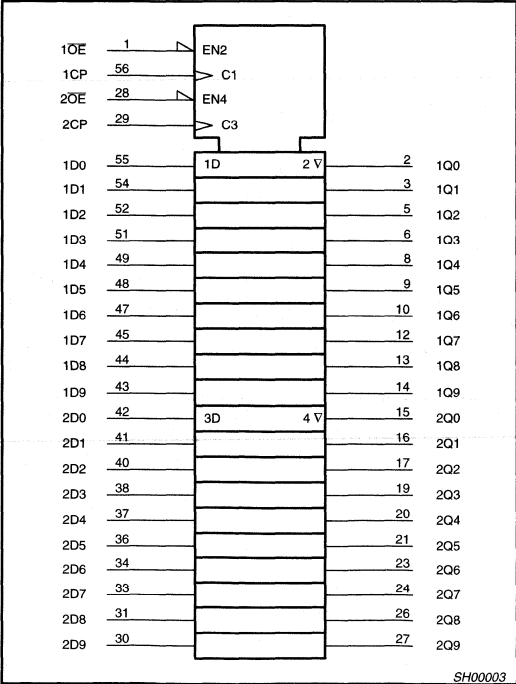 1O̅E̅ 1 EN2
1CP 56 C1
2O̅E̅ 28 EN4
2CP 29 C3
1D0 55 1D 2 ∇ 2 1Q0
1D1 54 3 1Q1
1D2 52 5 1Q2
1D3 51 6 1Q3
1D4 49 8 1Q4
1D5 48 9 1Q5
1D6 47 10 1Q6
1D7 45 12 1Q7
1D8 44 13 1Q8
1D9 43 14 1Q9
2D0 42 3D 4 ∇ 15 2Q0
2D1 41 16 2Q1
2D2 40 17 2Q2
2D3 38 19 2Q3
2D4 37 20 2Q4
2D5 36 21 2Q5
2D6 34 23 2Q6
2D7 33 24 2Q7
2D8 31 26 2Q8
2D9 30 27 2Q9
SH00003